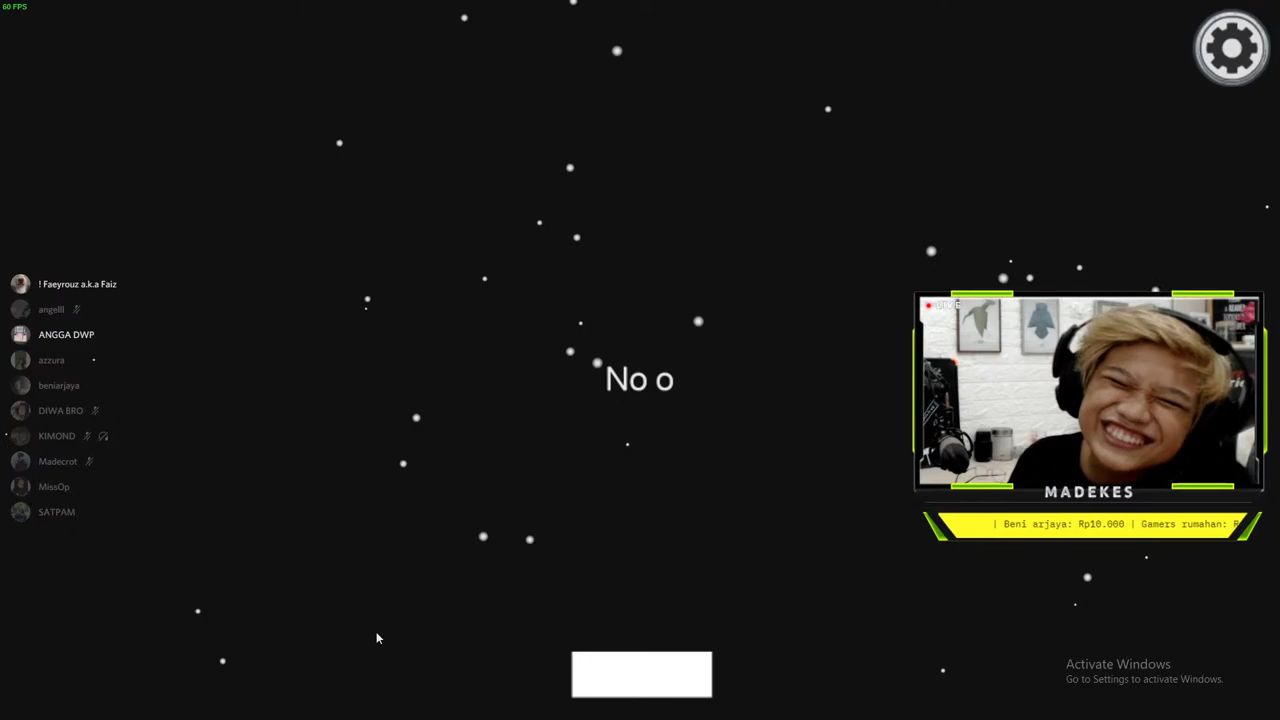 60 FPS
! Faeyrouz a.k.a Faiz
angelll
ANGGA DWP
azzura
beniarjaya
DIWA BRO
KIMOND
Madecrot
MissOp
SATPAM
No o
LIVE
MADEKES
| Beni arjaya: Rp10.000 | Gamers rumahan: R
Activate Windows
Go to Settings to activate Windows.